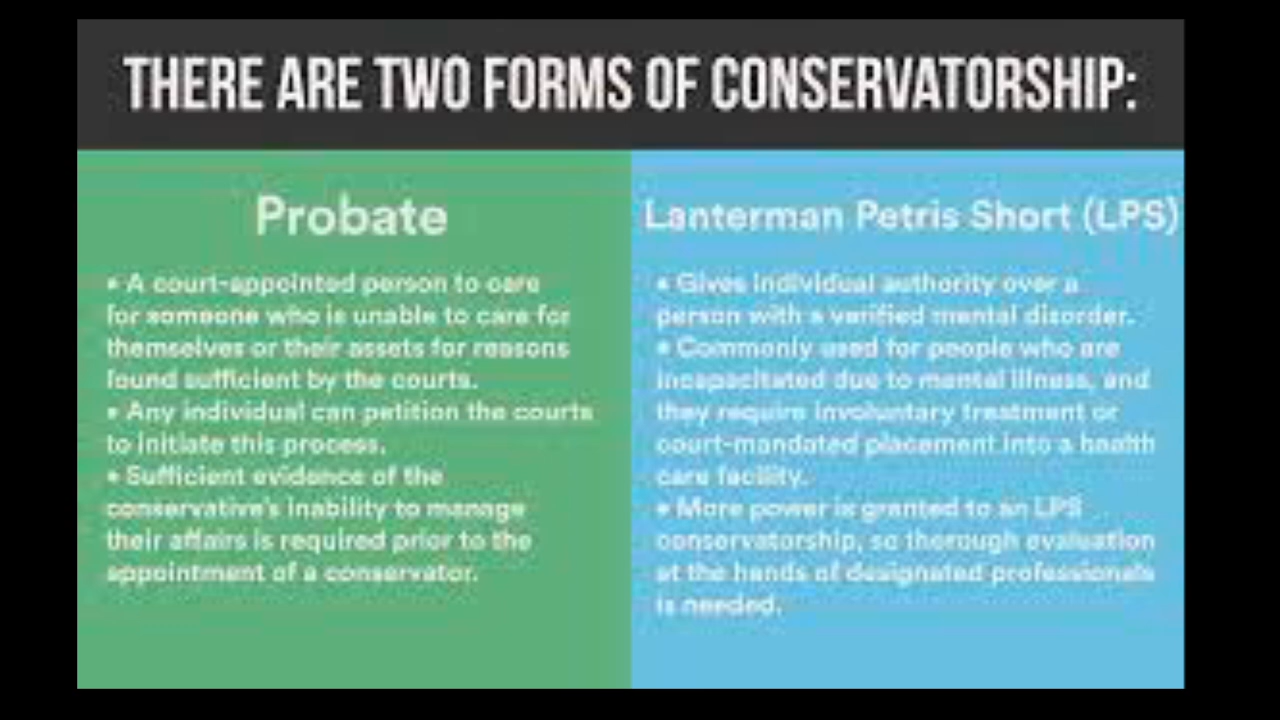 THERE ARE TWO FORMS OF CONSERVATORSHIP:
Probate
• A court-appointed person to care
for someone who is unable to care for
themselves or their assets for reasons
found sufficient by the courts.
• Any individual can petition the courts
to initiate this process.
• Sufficient evidence of the
conservative's inability to manage
their affairs is required prior to the
appointment of a conservator.
Lanterman Petris Short (LPS)
• Gives individual authority over a
person with a verified mental disorder.
• Commonly used for people who are
incapacitated due to mental illness, and
they require involuntary treatment or
court-mandated placement into a health
care facility.
• More power is granted to an LPS
conservatorship, so thorough evaluation
at the hands of designated professionals
is needed.